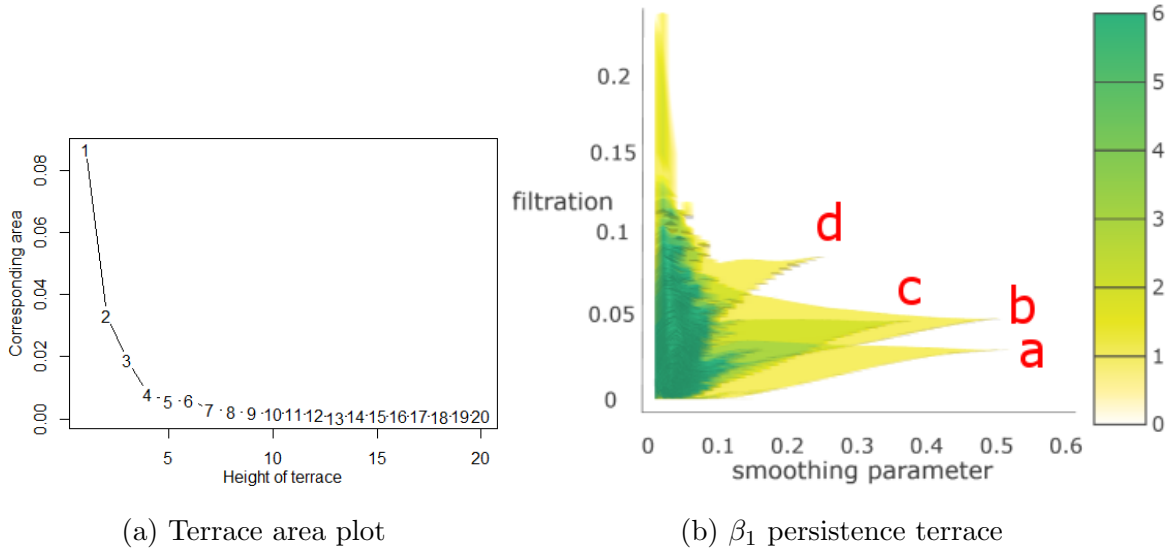 0.00 0.02 0.04 0.06 0.08
Corresponding area
1
2
3
4
5
6
7
8
9
10
11
12
13
14
15
16
17
18
19
20
5 10 15 20
Height of terrace
(a) Terrace area plot
0.2
0.15
filtration
0.1
0.05
0
d
c
b
a
0 0.1 0.2 0.3 0.4 0.5 0.6
smoothing parameter
6
5
4
3
2
1
0
(b) β₁ persistence terrace